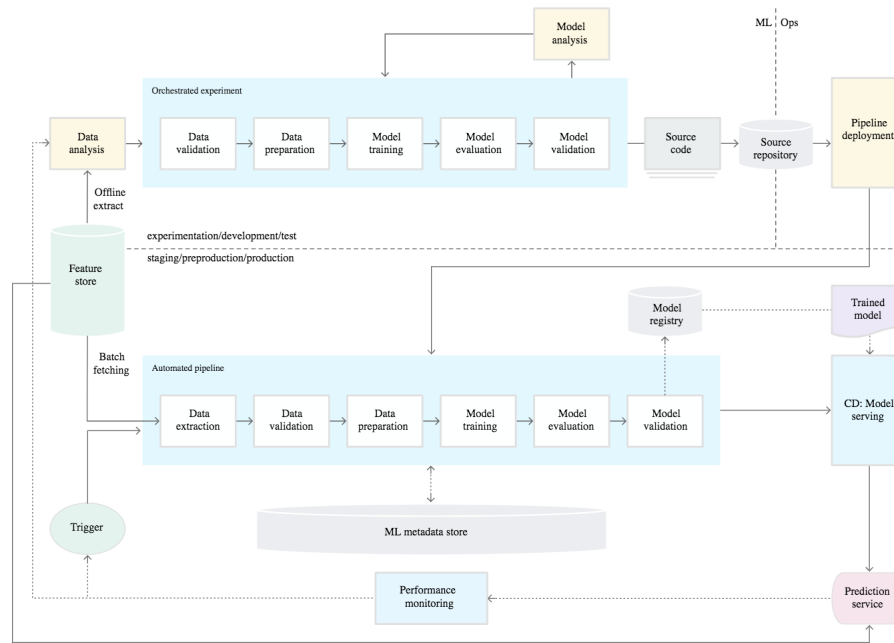 ML
Ops
Model
analysis
Orchestrated experiment
Data
analysis
Data
validation
Data
preparation
Model
training
Model
evaluation
Model
validation
Source
code
Source
repository
Pipeline
deployment
Offline
extract
experimentation/development/test
staging/preproduction/production
Feature
store
Model
registry
Trained
model
Batch
fetching
Automated pipeline
Data
extraction
Data
validation
Data
preparation
Model
training
Model
evaluation
Model
validation
CD: Model
serving
Trigger
ML metadata store
Performance
monitoring
Prediction
service